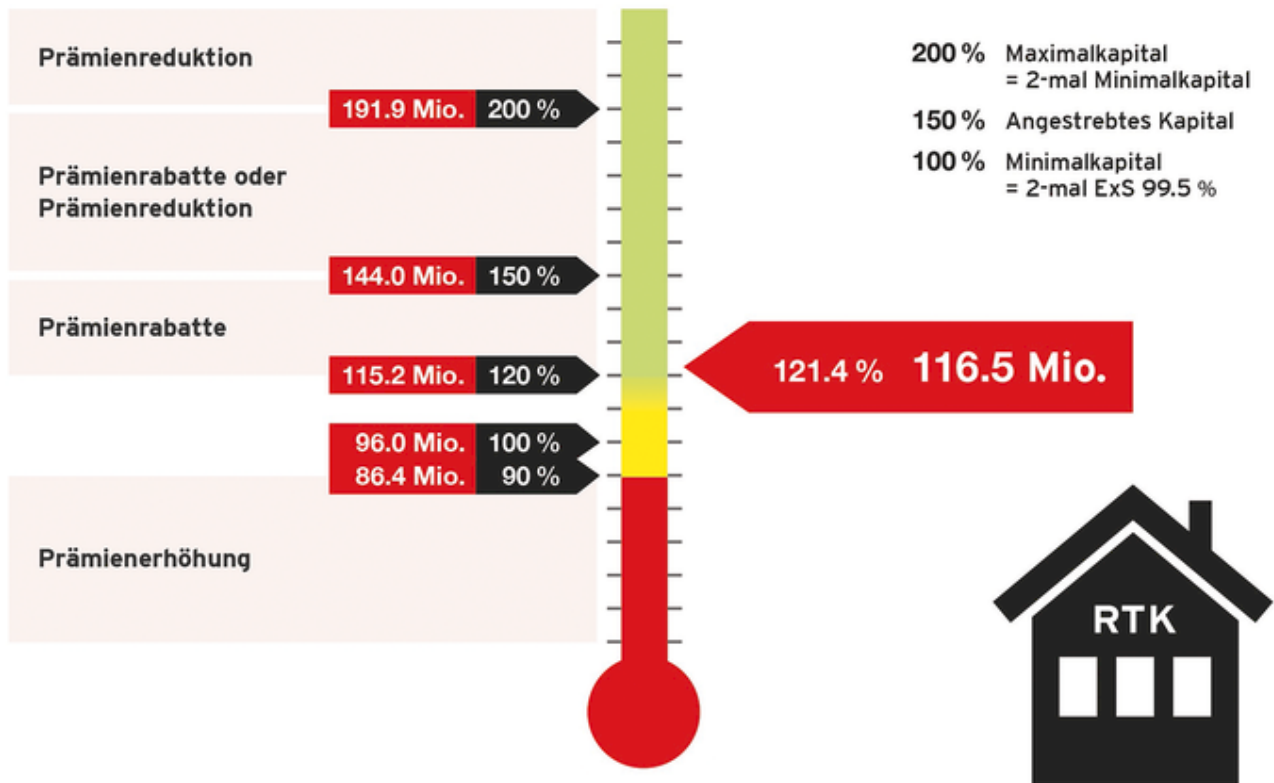 Prämienreduktion
191.9 Mio. 200 %
Prämienrabatte oder
Prämienreduktion
144.0 Mio. 150 %
Prämienrabatte
115.2 Mio. 120 %
96.0 Mio. 100 %
86.4 Mio. 90 %
Prämienerhöhung
200 % Maximalkapital
= 2-mal Minimalkapital
150 % Angestrebtes Kapital
100 % Minimalkapital
= 2-mal ExS 99.5 %
121.4 % 116.5 Mio.
RTK